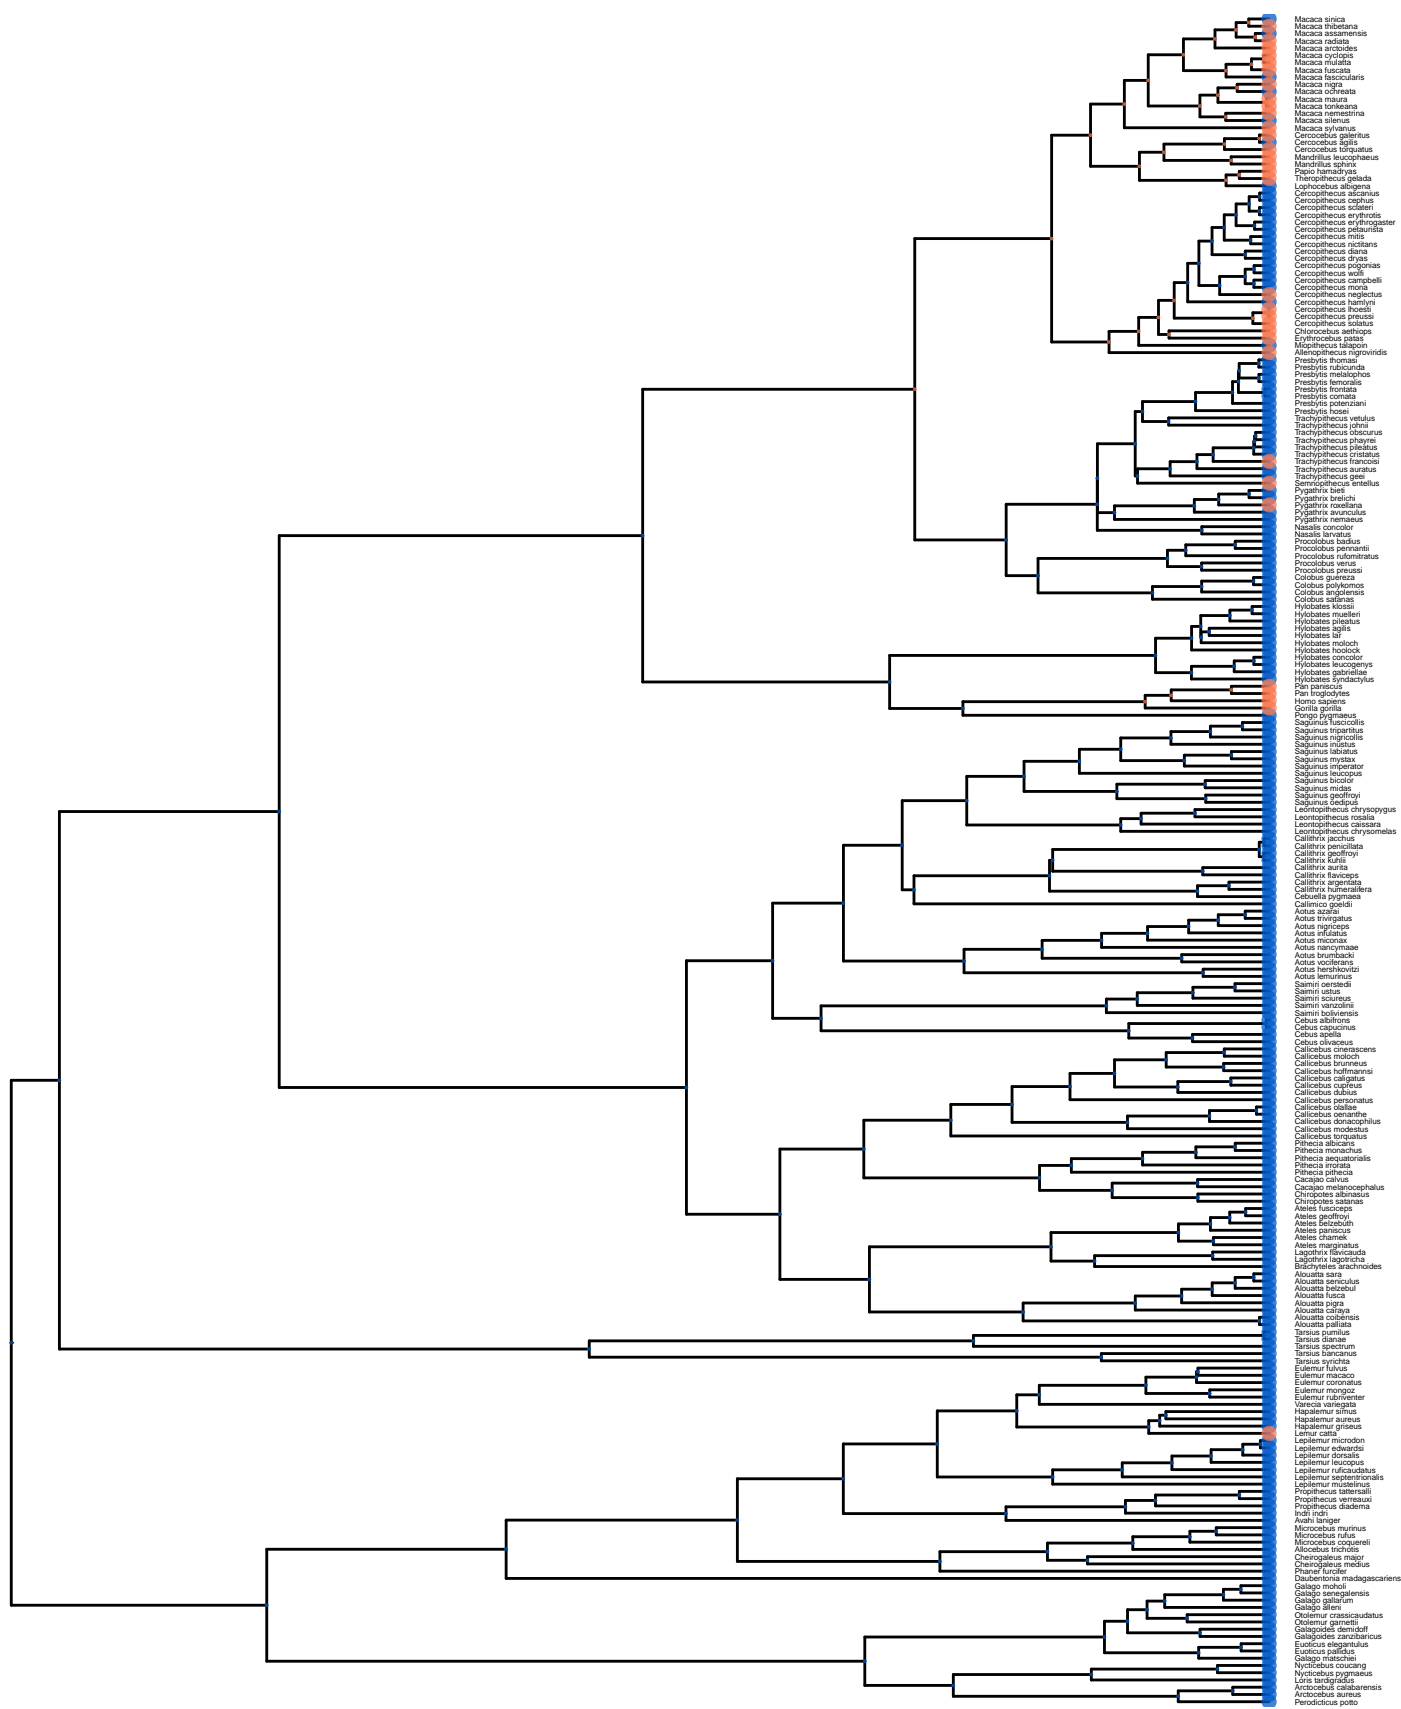 Macaca sinica
Macaca thibetana
Macaca assamensis
Macaca radiata
Macaca arctoides
Macaca cyclopis
Macaca mulatta
Macaca fuscata
Macaca fascicularis
Macaca nigra
Macaca ochreata
Macaca maura
Macaca tonkeana
Macaca nemestrina
Macaca silenus
Macaca sylvanus
Cercocebus galeritus
Cercocebus agilis
Cercocebus torquatus
Mandrillus leucophaeus
Mandrillus sphinx
Papio hamadryas
Theropithecus gelada
Lophocebus albigena
Cercopithecus ascanius
Cercopithecus cephus
Cercopithecus sclateri
Cercopithecus erythrotis
Cercopithecus erythrogaster
Cercopithecus petaurista
Cercopithecus mitis
Cercopithecus nictitans
Cercopithecus diana
Cercopithecus dryas
Cercopithecus pogonias
Cercopithecus wolfi
Cercopithecus campbelli
Cercopithecus mona
Cercopithecus neglectus
Cercopithecus hamlyni
Cercopithecus lhoesti
Cercopithecus preussi
Cercopithecus solatus
Chlorocebus aethiops
Erythrocebus patas
Miopithecus talapoin
Allenopithecus nigroviridis
Presbytis thomasi
Presbytis rubicunda
Presbytis melalophos
Presbytis femoralis
Presbytis frontata
Presbytis comata
Presbytis potenziani
Presbytis hosei
Trachypithecus vetulus
Trachypithecus johnii
Trachypithecus obscurus
Trachypithecus phayrei
Trachypithecus pileatus
Trachypithecus cristatus
Trachypithecus francoisi
Trachypithecus auratus
Trachypithecus geei
Semnopithecus entellus
Pygathrix bieti
Pygathrix brelichi
Pygathrix roxellana
Pygathrix avunculus
Pygathrix nemaeus
Nasalis concolor
Nasalis larvatus
Procolobus badius
Procolobus pennantii
Procolobus rufomitratus
Procolobus verus
Procolobus preussi
Colobus guereza
Colobus polykomos
Colobus angolensis
Colobus satanas
Hylobates klossii
Hylobates muelleri
Hylobates pileatus
Hylobates agilis
Hylobates lar
Hylobates moloch
Hylobates hoolock
Hylobates concolor
Hylobates leucogenys
Hylobates gabriellae
Hylobates syndactylus
Pan paniscus
Pan troglodytes
Homo sapiens
Gorilla gorilla
Pongo pygmaeus
Saguinus fuscicollis
Saguinus tripartitus
Saguinus nigricollis
Saguinus inustus
Saguinus labiatus
Saguinus mystax
Saguinus imperator
Saguinus leucopus
Saguinus bicolor
Saguinus midas
Saguinus geoffroyi
Saguinus oedipus
Leontopithecus chrysopygus
Leontopithecus rosalia
Leontopithecus caissara
Leontopithecus chrysomelas
Callithrix jacchus
Callithrix penicillata
Callithrix geoffroyi
Callithrix kuhlii
Callithrix aurita
Callithrix flaviceps
Callithrix argentata
Callithrix humeralifera
Cebuella pygmaea
Callimico goeldii
Aotus azarai
Aotus trivirgatus
Aotus nigriceps
Aotus infulatus
Aotus miconax
Aotus nancymaae
Aotus brumbacki
Aotus vociferans
Aotus hershkovitzi
Aotus lemurinus
Saimiri oerstedii
Saimiri ustus
Saimiri sciureus
Saimiri vanzolinii
Saimiri boliviensis
Cebus albifrons
Cebus capucinus
Cebus apella
Cebus olivaceus
Callicebus cinerascens
Callicebus moloch
Callicebus brunneus
Callicebus hoffmannsi
Callicebus caligatus
Callicebus cupreus
Callicebus dubius
Callicebus personatus
Callicebus olallae
Callicebus oenanthe
Callicebus donacophilus
Callicebus modestus
Callicebus torquatus
Pithecia albicans
Pithecia monachus
Pithecia aequatorialis
Pithecia irrorata
Pithecia pithecia
Cacajao calvus
Cacajao melanocephalus
Chiropotes albinasus
Chiropotes satanas
Ateles fusciceps
Ateles geoffroyi
Ateles belzebuth
Ateles paniscus
Ateles chamek
Ateles marginatus
Lagothrix flavicauda
Lagothrix lagotricha
Brachyteles arachnoides
Alouatta sara
Alouatta seniculus
Alouatta belzebul
Alouatta fusca
Alouatta pigra
Alouatta caraya
Alouatta coibensis
Alouatta palliata
Tarsius pumilus
Tarsius dianae
Tarsius spectrum
Tarsius bancanus
Tarsius syrichta
Eulemur fulvus
Eulemur macaco
Eulemur coronatus
Eulemur mongoz
Eulemur rubriventer
Varecia variegata
Hapalemur simus
Hapalemur aureus
Hapalemur griseus
Lemur catta
Lepilemur microdon
Lepilemur edwardsi
Lepilemur dorsalis
Lepilemur leucopus
Lepilemur ruficaudatus
Lepilemur septentrionalis
Lepilemur mustelinus
Propithecus tattersalli
Propithecus verreauxi
Propithecus diadema
Indri indri
Avahi laniger
Microcebus murinus
Microcebus rufus
Microcebus coquereli
Allocebus trichotis
Cheirogaleus major
Cheirogaleus medius
Phaner furcifer
Daubentonia madagascariens
Galago moholi
Galago senegalensis
Galago gallarum
Galago alleni
Otolemur crassicaudatus
Otolemur garnettii
Galagoides demidoff
Galagoides zanzibaricus
Euoticus elegantulus
Euoticus pallidus
Galago matschiei
Nycticebus coucang
Nycticebus pygmaeus
Loris tardigradus
Arctocebus calabarensis
Arctocebus aureus
Perodicticus potto